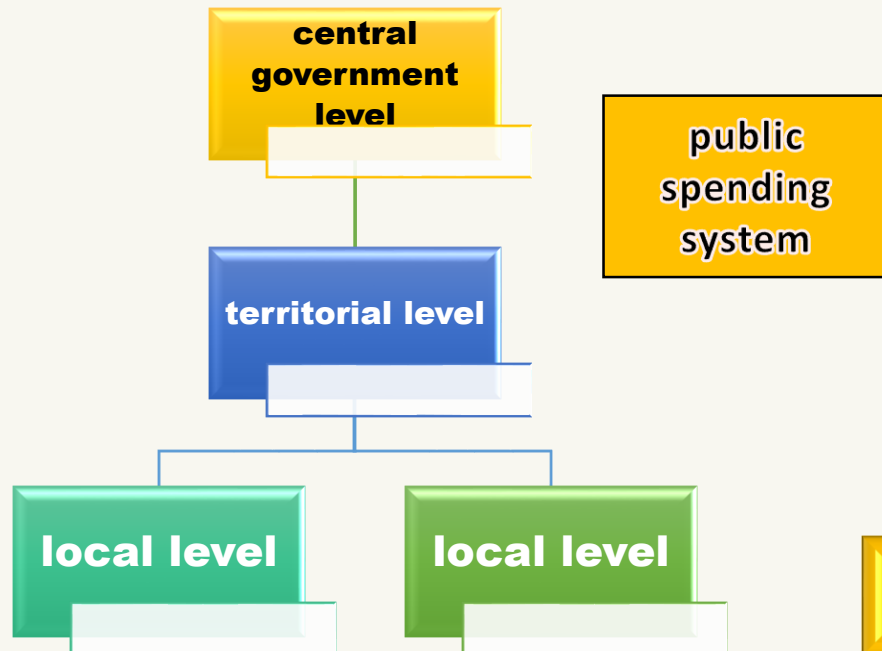 central
government
level
public
spending
system
territorial level
local level
local level